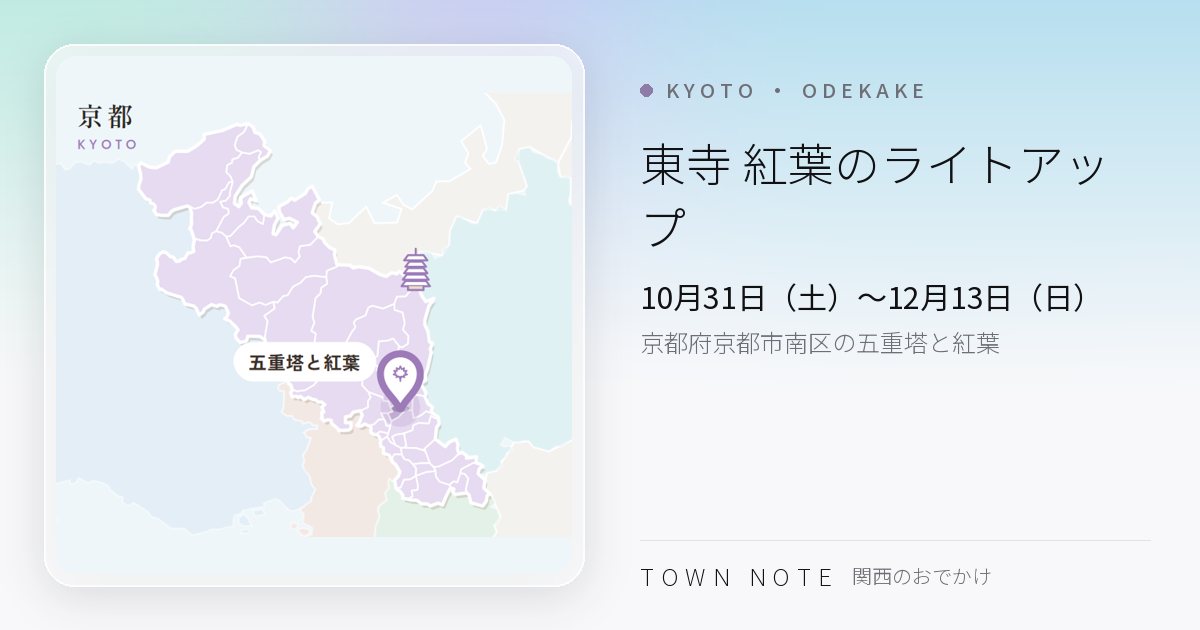 京都
KYOTO
五重塔と紅葉
KYOTO • ODEKAKE
東寺 紅葉のライトアッ
プ
10月31日（土）〜12月13日（日）
京都府京都市南区の五重塔と紅葉
TOWN NOTE 関西のおでかけ